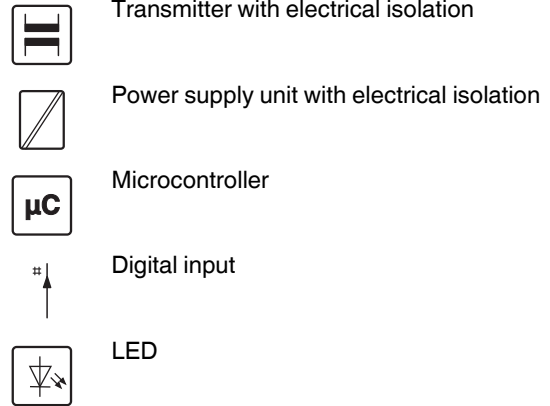 Transmitter with electrical isolation
Power supply unit with electrical isolation
µC
Microcontroller
#
Digital input
LED